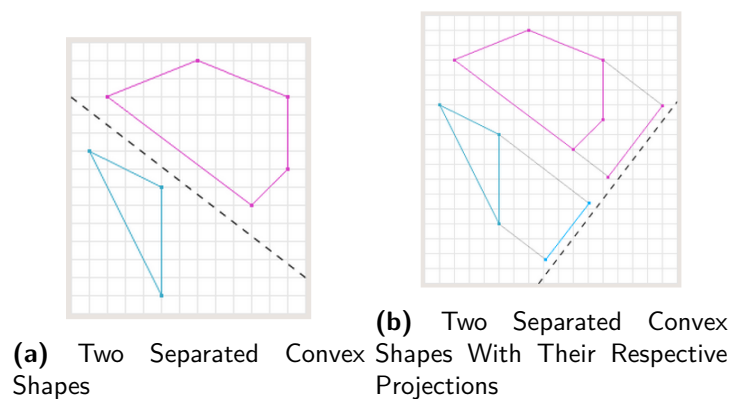 (a) Two Separated Convex
Shapes
(b) Two Separated Convex
Shapes With Their Respective
Projections